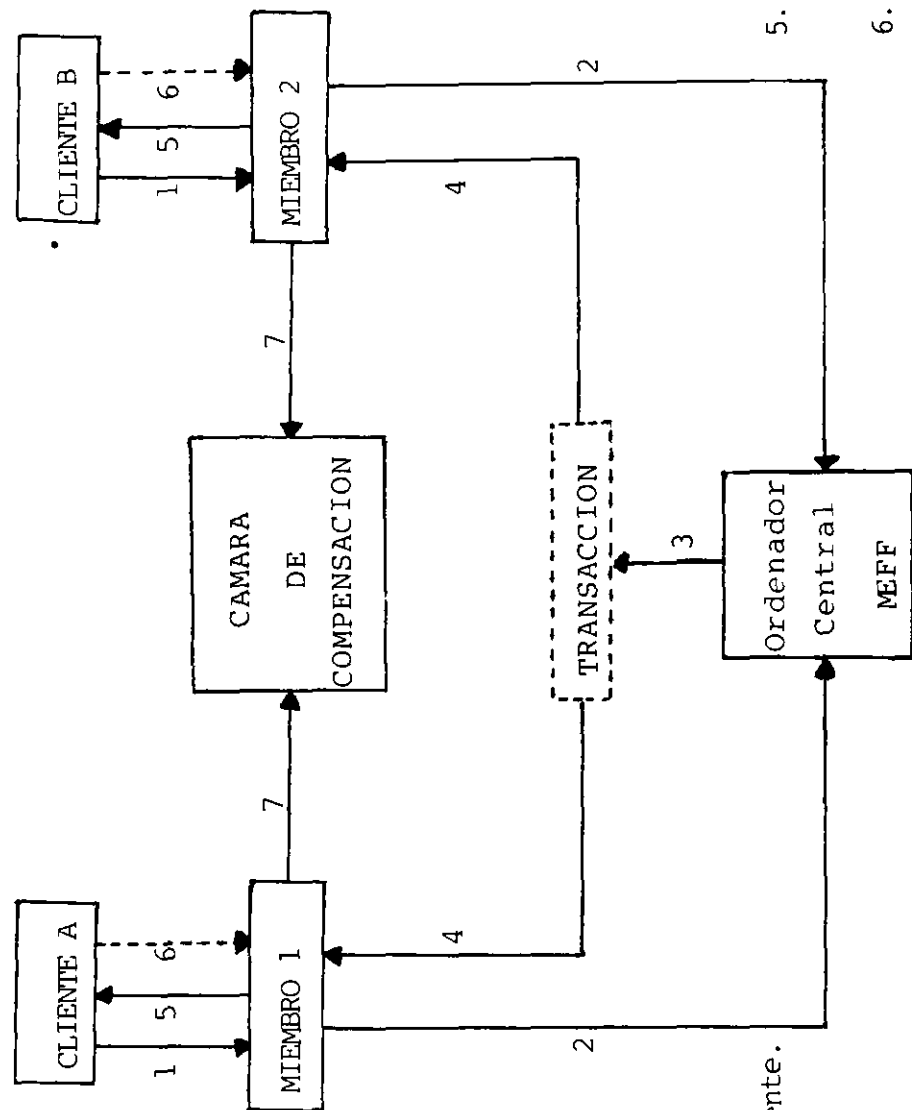 CLIENTE A
CLIENTE B
1 5 6
1 5 6
MIEMBRO 1
7
CAMARA
DE
COMPENSACION
7
MIEMBRO 2
4
4
TRANSACCION
2
3
2
Ordenador
Central
MEFF
ente.
5.
6.